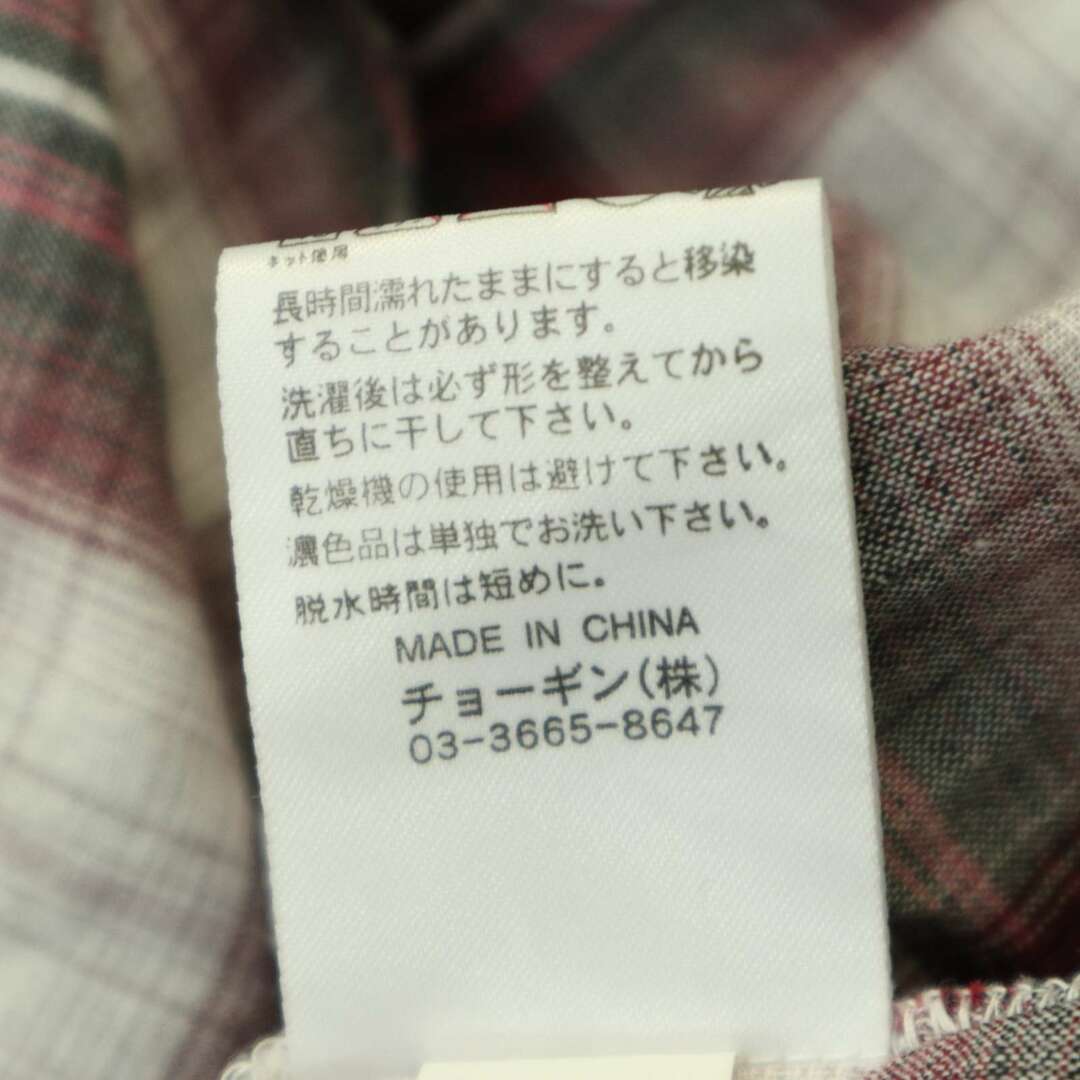 ネット使用
長時間濡れたままにすると移染
することがあります。
洗濯後は必ず形を整えてから
直ちに干して下さい。
乾燥機の使用は避けて下さい。
濃色品は単独でお洗い下さい。
脱水時間は短めに。
MADE IN CHINA
チョーギン(株)
03-3665-8647